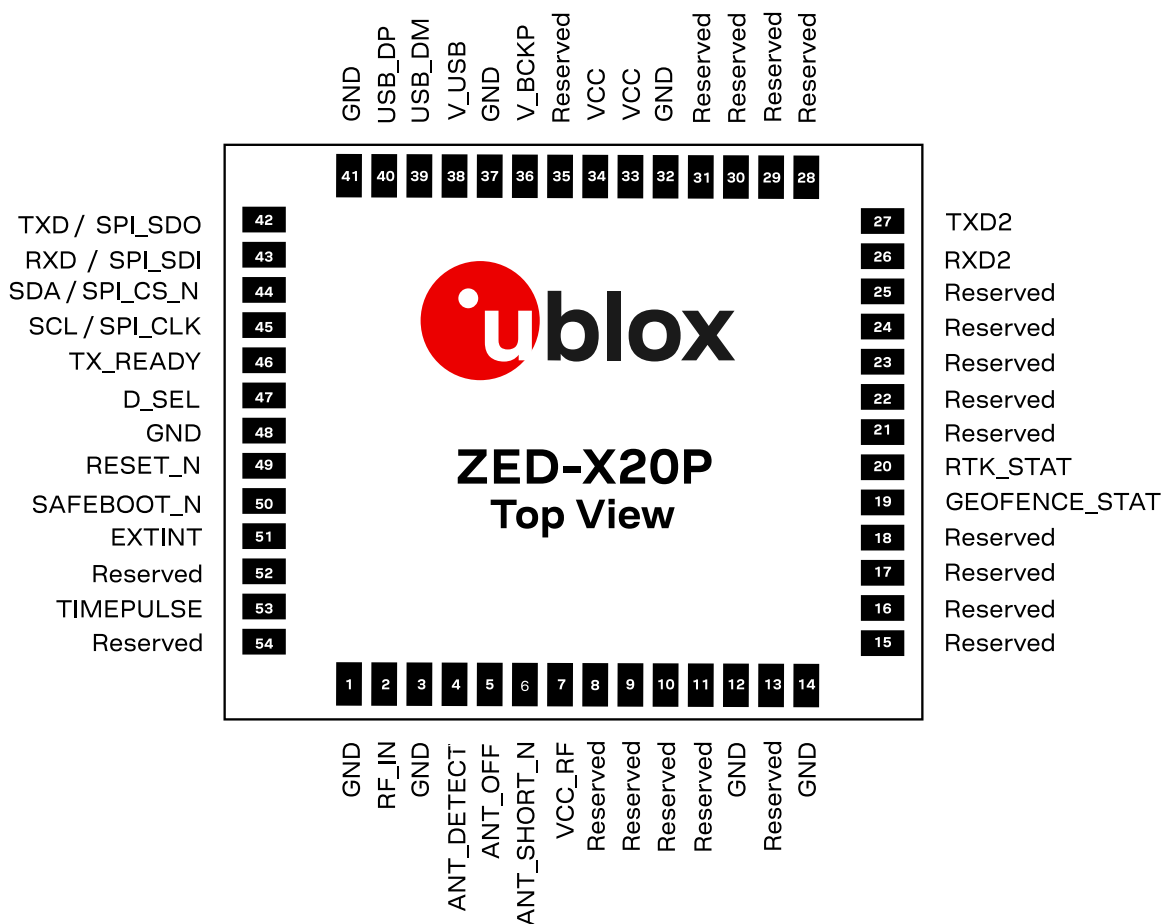 GND
USB_DP
USB_DM
V_USB
GND
V_BCKP
Reserved
VCC
VCC
GND
Reserved
Reserved
Reserved
Reserved
41 40 39 38 37 36 35 34 33 32 31 30 29 28
TXD / SPI_SDO 42
RXD / SPI_SDI 43
SDA / SPI_CS_N 44
SCL / SPI_CLK 45
TX_READY 46
D_SEL 47
GND 48
RESET_N 49
SAFEBOOT_N 50
EXTINT 51
Reserved 52
TIMEPULSE 53
Reserved 54
ublox
ZED-X20P
Top View
27 TXD2
26 RXD2
25 Reserved
24 Reserved
23 Reserved
22 Reserved
21 Reserved
20 RTK_STAT
19 GEOFENCE_STAT
18 Reserved
17 Reserved
16 Reserved
15 Reserved
1 2 3 4 5 6 7 8 9 10 11 12 13 14
GND
RF_IN
GND
ANT_DETECT
ANT_OFF
ANT_SHORT_N
VCC_RF
Reserved
Reserved
Reserved
Reserved
GND
Reserved
GND